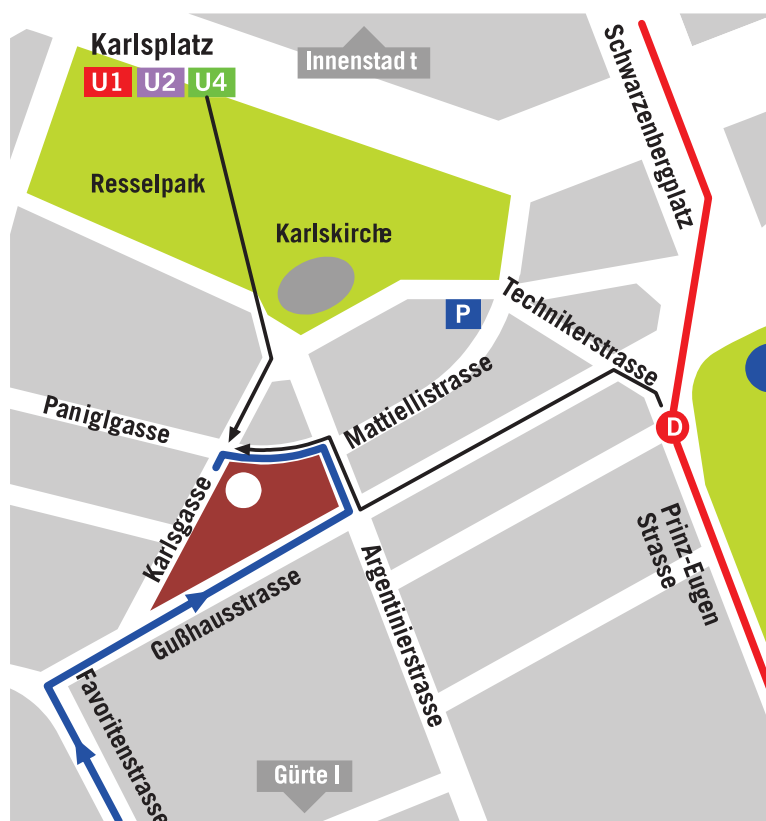 Karlsplatz
U1 U2 U4
Innenstad t
Schwarzenbergplatz
Resselpark
Karlskirche
P
Technikerstrasse
Mattiellistrasse
Paniglgasse
D
Karlsgasse
Prinz-Eugen
Strasse
Gußhausstrasse
Argentinierstrasse
Favoritenstrasse
Gürte l